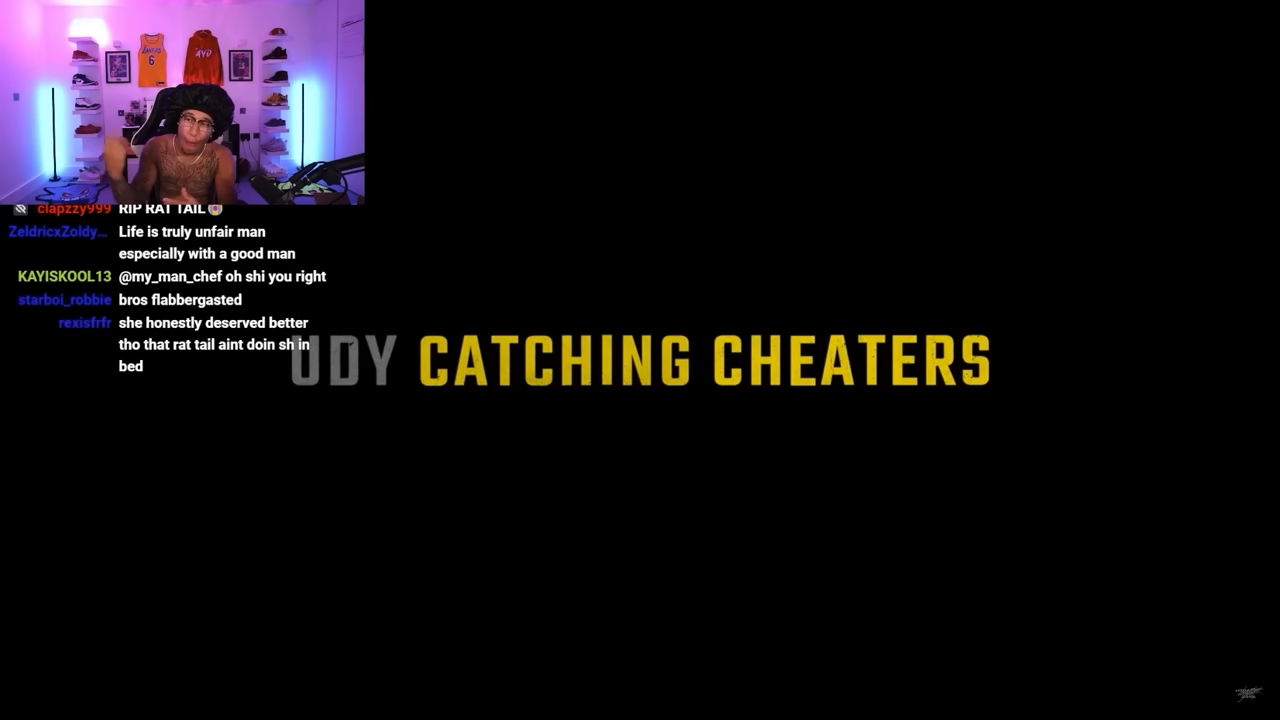 LAKERS
6
AYP
clapzzy999 RIP RAT TAIL
ZeldricxZoldy... Life is truly unfair man
especially with a good man
KAYISKOOL13 @my_man_chef oh shi you right
starboi_robbie bros flabbergasted
rexisfrfr she honestly deserved better
tho that rat tail aint doin sh in
bed
UDY CATCHING CHEATERS